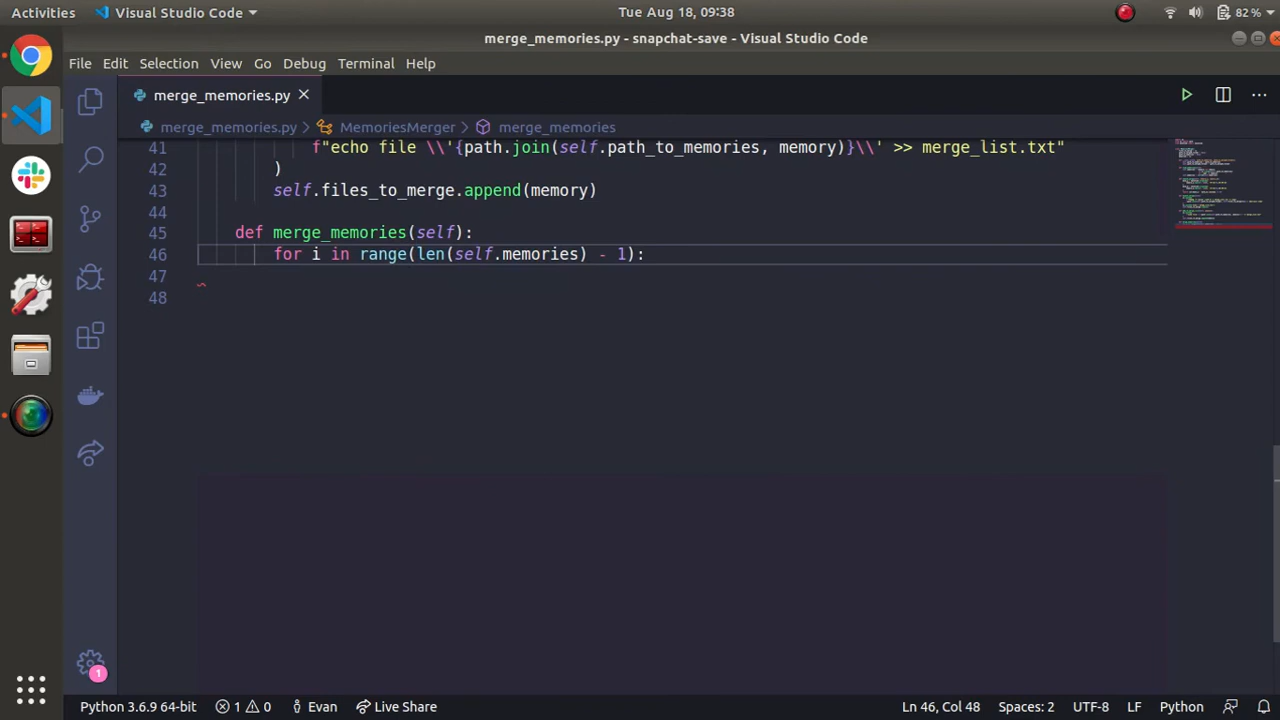 Activities
Visual Studio Code
Tue Aug 18, 09:38
82 %
merge_memories.py - snapchat-save - Visual Studio Code
File Edit Selection View Go Debug Terminal Help
merge_memories.py
merge_memories.py > MemoriesMerger > merge_memories
41 f"echo file \\'{path.join(self.path_to_memories, memory)}\\' >> merge_list.txt"
42 )
43 self.files_to_merge.append(memory)
44
45 def merge_memories(self):
46 for i in range(len(self.memories) - 1):
47
48
1
Python 3.6.9 64-bit 1 0 Evan Live Share Ln 46, Col 48 Spaces: 2 UTF-8 LF Python